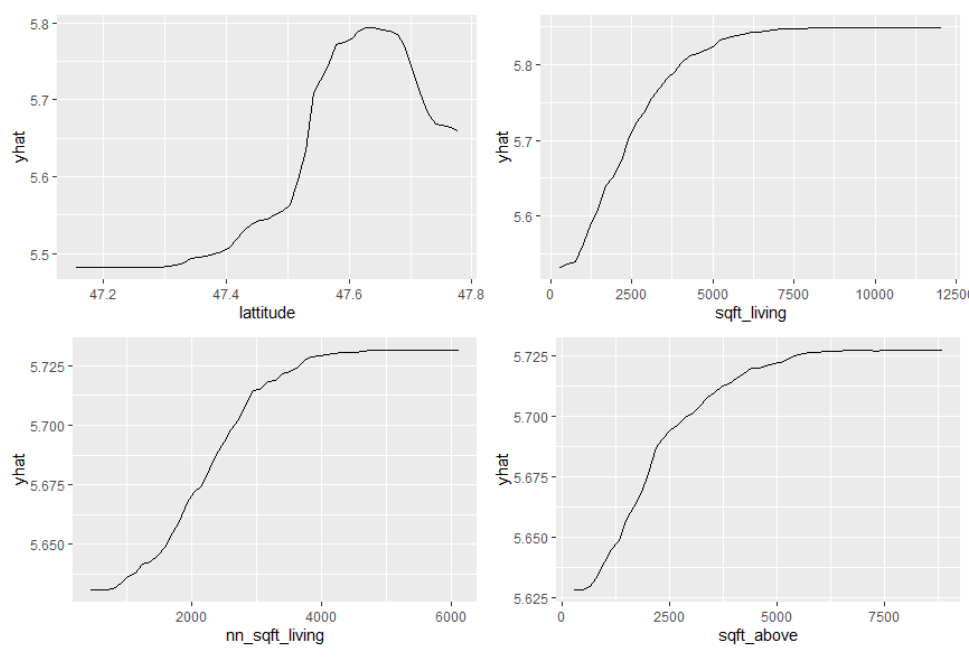 yhat
5.8
5.7
5.6
5.5
47.2 47.4 47.6 47.8
lattitude
yhat
5.8
5.7
5.6
0 2500 5000 7500 10000 1250
sqft_living
yhat
5.725
5.700
5.675
5.650
2000 4000 6000
nn_sqft_living
yhat
5.725
5.700
5.675
5.650
5.625
0 2500 5000 7500
sqft_above